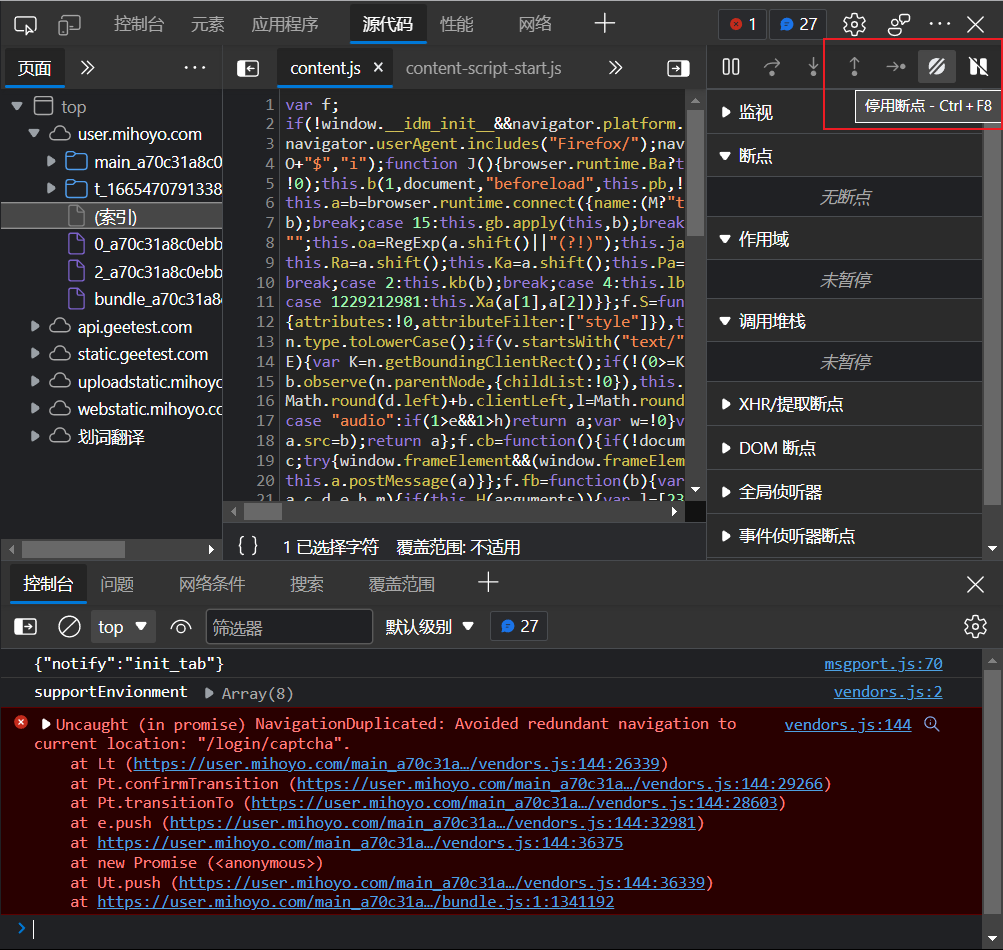 控制台 元素 应用程序 源代码 性能 网络 1 27
页面 content.js content-script-start.js
停用断点 - Ctrl + F8
top
user.mihoyo.com
main_a70c31a8c0
t_1665470791338
(索引)
0_a70c31a8c0ebb
2_a70c31a8c0ebb
bundle_a70c31a8
api.geetest.com
static.geetest.com
uploadstatic.mihoyo
webstatic.mihoyo.cc
划词翻译
1 var f;
2 if(!window.__idm_init__&&navigator.platform.
3 navigator.userAgent.includes("Firefox/");nav
4 O+"$","i");function J(){browser.runtime.Ba?t
5 !0);this.b(1,document,"beforeload",this.pb,!
6 this.a=b=browser.runtime.connect({name:(M?"t
7 b);break;case 15:this.gb.apply(this,b);break
8 "";this.oa=RegExp(a.shift()||"(?!)");this.ja
9 this.Ra=a.shift();this.Ka=a.shift();this.Pa=
10 break;case 2:this.kb(b);break;case 4:this.lb
11 case 1229212981:this.Xa(a[1],a[2])}};f.S=fun
12 {attributes:!0,attributeFilter:["style"]}),t
13 n.type.toLowerCase();if(v.startsWith("text/"
14 E){var K=n.getBoundingClientRect();if(!(0>=K
15 b.observe(n.parentNode,{childList:!0}),this.
16 Math.round(d.left)+b.clientLeft,l=Math.round
17 case "audio":if(1>e&&1>h)return a;var w=!0}v
18 a.src=b);return a};f.cb=function(){if(!docum
19 c;try{window.frameElement&&(window.frameElem
20 this.a.postMessage(a)}};f.fb=function(b){var
21 a,c,d,e,h,m){if(this.H(arguments)){var l=[23
{ } 1 已选择字符 覆盖范围: 不适用
监视
断点
无断点
作用域
未暂停
调用堆栈
未暂停
XHR/提取断点
DOM 断点
全局侦听器
事件侦听器断点
控制台 问题 网络条件 搜索 覆盖范围
top 筛选器 默认级别 27
{"notify":"init_tab"} msgport.js:70
supportEnvionment Array(8) vendors.js:2
Uncaught (in promise) NavigationDuplicated: Avoided redundant navigation to vendors.js:144
current location: "/login/captcha".
at Lt (https://user.mihoyo.com/main_a70c31a…/vendors.js:144:26339)
at Pt.confirmTransition (https://user.mihoyo.com/main_a70c31a…/vendors.js:144:29266)
at Pt.transitionTo (https://user.mihoyo.com/main_a70c31a…/vendors.js:144:28603)
at e.push (https://user.mihoyo.com/main_a70c31a…/vendors.js:144:32981)
at https://user.mihoyo.com/main_a70c31a…/vendors.js:144:36375
at new Promise (<anonymous>)
at Ut.push (https://user.mihoyo.com/main_a70c31a…/vendors.js:144:36339)
at https://user.mihoyo.com/main_a70c31a…/bundle.js:1:1341192